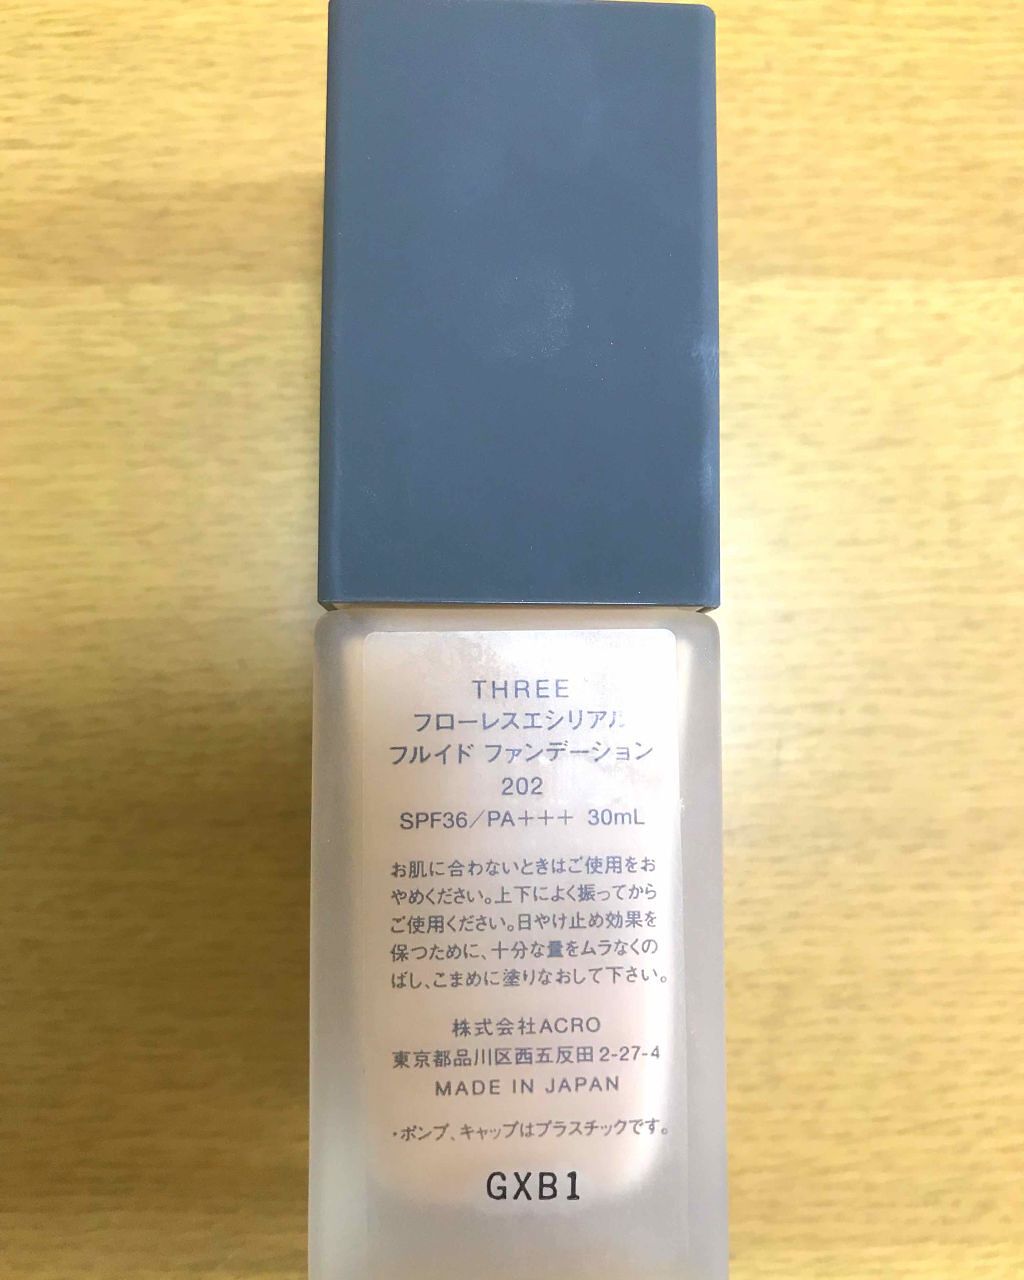 THREE
フローレスエシリアル
フルイド ファンデーション
202
SPF36／PA＋＋＋ 30mL
お肌に合わないときはご使用をお
やめください。上下によく振ってから
ご使用ください。日やけ止め効果を
保つために、十分な量をムラなくの
ばし、こまめに塗りなおして下さい。
株式会社ACRO
東京都品川区西五反田2-27-4
MADE IN JAPAN
・ポンプ、キャップはプラスチックです。
GXB1